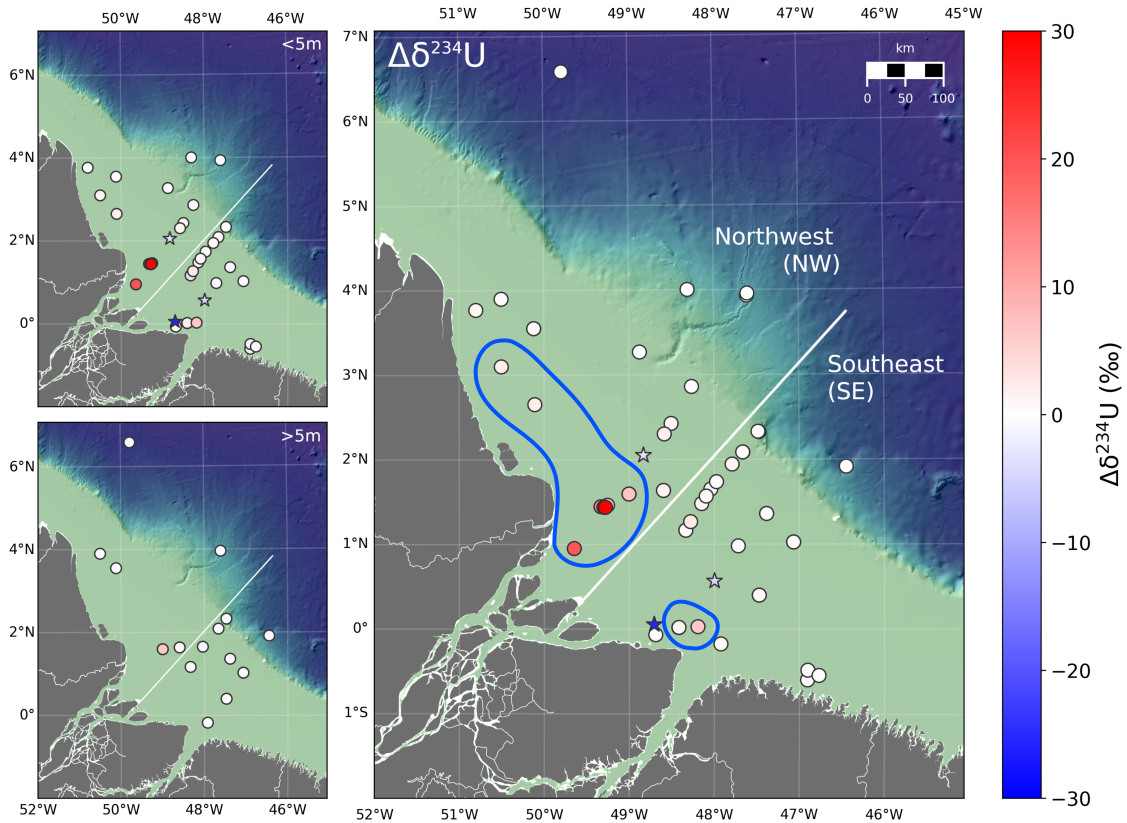 50°W 48°W 46°W
<5m
6°N
4°N
2°N
0°
>5m
6°N
4°N
2°N
0°
52°W 50°W 48°W 46°W
51°W 50°W 49°W 48°W 47°W 46°W 45°W
Δδ²³⁴U
km
0 50 100
7°N
6°N
5°N
4°N
3°N
2°N
1°N
0°
1°S
Northwest
(NW)
Southeast
(SE)
52°W 51°W 50°W 49°W 48°W 47°W 46°W
30
20
10
0
−10
−20
−30
Δδ²³⁴U (‰)